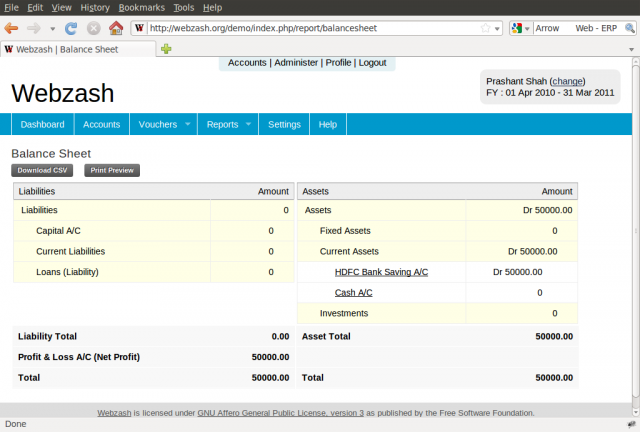 File Edit View History Bookmarks Tools Help
http://webzash.org/demo/index.php/report/balancesheet
Arrow Web - ERP
Webzash | Balance Sheet
Accounts | Administer | Profile | Logout
Webzash
Prashant Shah (change)
FY : 01 Apr 2010 - 31 Mar 2011
Dashboard Accounts Vouchers Reports Settings Help
Balance Sheet
Download CSV Print Preview
Liabilities Amount Assets Amount
Liabilities 0 Assets Dr 50000.00
Capital A/C 0 Fixed Assets 0
Current Liabilities 0 Current Assets Dr 50000.00
Loans (Liability) 0 HDFC Bank Saving A/C Dr 50000.00
Cash A/C 0
Investments 0
Liability Total 0.00 Asset Total 50000.00
Profit & Loss A/C (Net Profit) 50000.00
Total 50000.00 Total 50000.00
Webzash is licensed under GNU Affero General Public License, version 3 as published by the Free Software Foundation.
Done